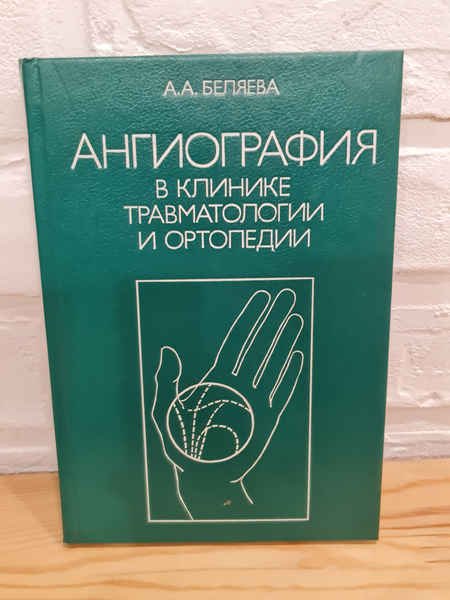 А.А. БЕЛЯЕВА
АНГИОГРАФИЯ
В КЛИНИКЕ
ТРАВМАТОЛОГИИ
И ОРТОПЕДИИ